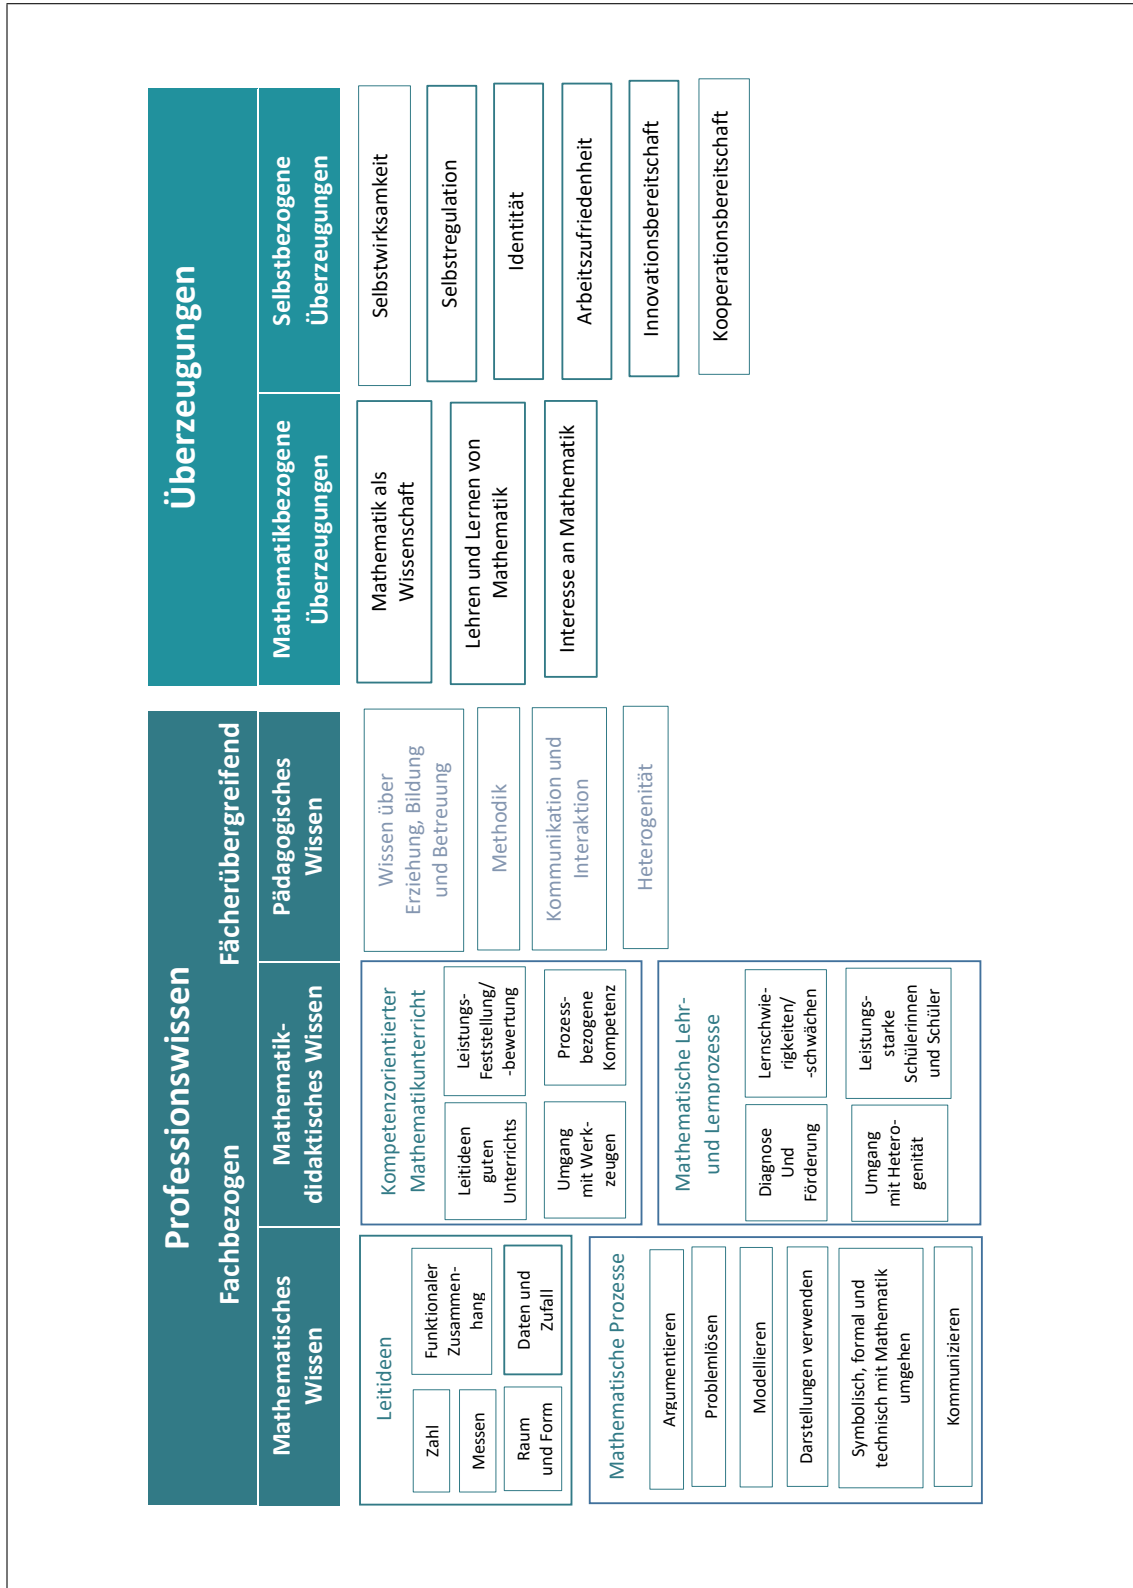 Professionswissen
Fachbezogen
Fächerübergreifend
Mathematisches
Wissen
Leitideen
Zahl
Messen
Raum
und Form
Funktionaler
Zusammen-
hang
Daten und
Zufall
Mathematische Prozesse
Argumentieren
Problemlösen
Modellieren
Darstellungen verwenden
Symbolisch, formal und
technisch mit Mathematik
umgehen
Kommunizieren
Mathematik-
didaktisches Wissen
Kompetenzorientierter
Mathematikunterricht
Leitideen
guten
Unterrichts
Leistungs-
Feststellung/
-bewertung
Umgang
mit Werk-
zeugen
Prozess-
bezogene
Kompetenz
Mathematische Lehr-
und Lernprozesse
Diagnose
Und
Förderung
Lernschwie-
rigkeiten/
-schwächen
Umgang
mit Hetero-
genität
Leistungs-
starke
Schülerinnen
und Schüler
Pädagogisches
Wissen
Wissen über
Erziehung, Bildung
und Betreuung
Methodik
Kommunikation und
Interaktion
Heterogenität
Überzeugungen
Mathematikbezogene
Überzeugungen
Mathematik als
Wissenschaft
Lehren und Lernen von
Mathematik
Interesse an Mathematik
Selbstbezogene
Überzeugungen
Selbstwirksamkeit
Selbstregulation
Identität
Arbeitszufriedenheit
Innovationsbereitschaft
Kooperationsbereitschaft